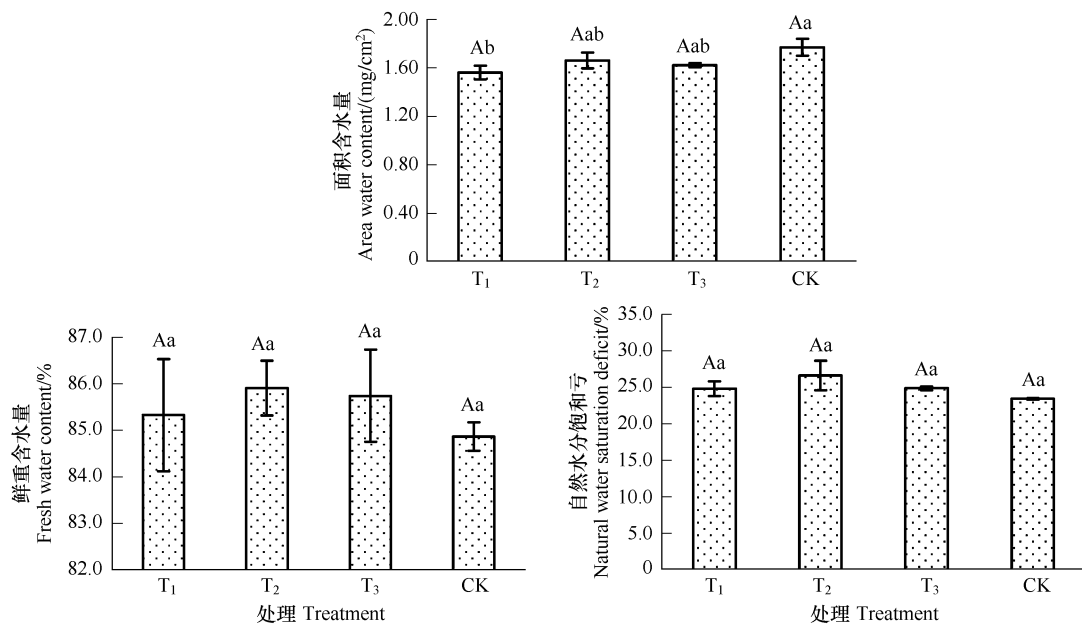 面积含水量
Area water content/(mg/cm²)
2.00
1.60
1.20
0.80
0.40
0
Ab
Aab
Aab
Aa
T₁
T₂
T₃
CK
鲜重含水量
Fresh water content/%
87.0
86.0
85.0
84.0
83.0
82.0
Aa
Aa
Aa
Aa
T₁
T₂
T₃
CK
处理 Treatment
自然水分饱和亏
Natural water saturation deficit/%
35.0
30.0
25.0
20.0
15.0
10.0
5.0
0
Aa
Aa
Aa
Aa
T₁
T₂
T₃
CK
处理 Treatment